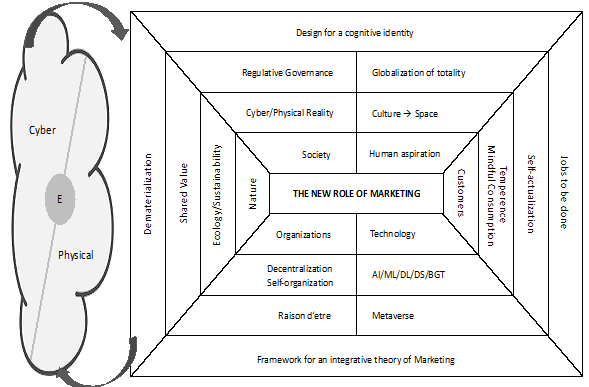 Cyber
E
Physical
Design for a cognitive identity
Regulative Governance
Globalization of totality
Cyber/Physical Reality
Culture → Space
Society
Human aspiration
Dematerialization
Shared Value
Ecology/Sustainability
Nature
THE NEW ROLE OF MARKETING
Customers
Temperence
Mindful Consumption
Self-actualization
Jobs to be done
Organizations
Technology
Decentralization
Self-organization
AI/ML/DL/DS/BGT
Raison d'etre
Metaverse
Framework for an integrative theory of Marketing